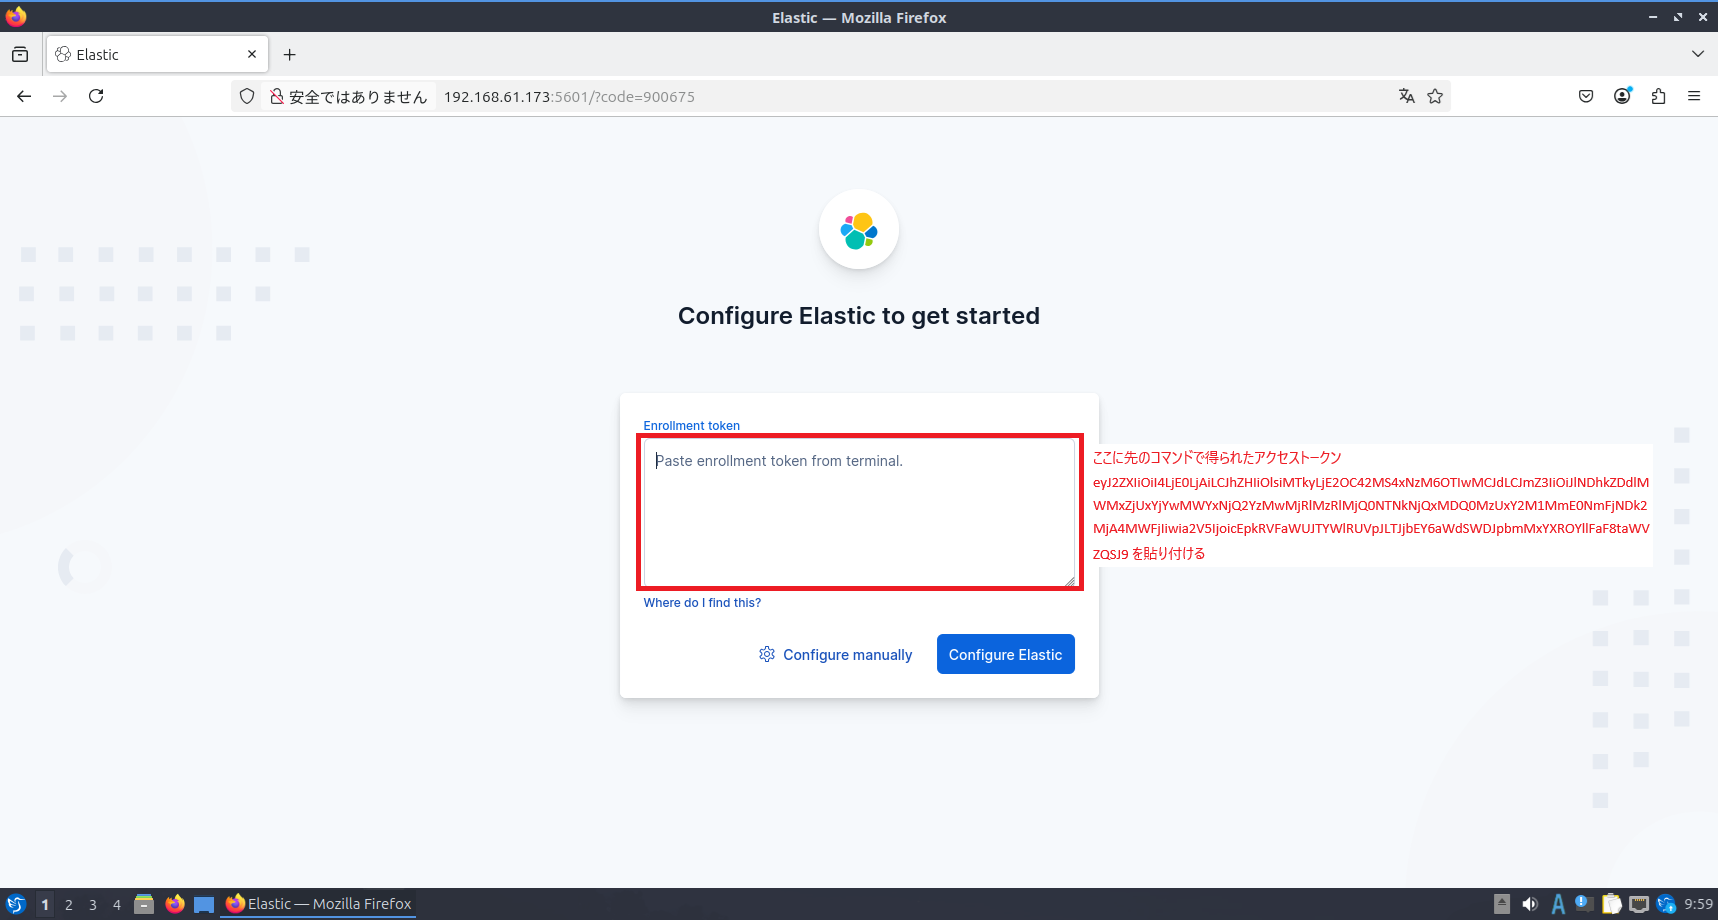 Elastic — Mozilla Firefox
Elastic
安全ではありません 192.168.61.173:5601/?code=900675
Configure Elastic to get started
Enrollment token
Paste enrollment token from terminal.
ここに先のコマンドで得られたアクセストークン
eyJ2ZXIiOiI4LjE0LjAiLCJhZHIiOlsiMTkyLjE2OC42MS4xNzM6OTIwMCJdLCJmZ3IiOiJlNDhkZDdlM
WMxZjUxYjYwMWYxNjQ2YzMwMjRlMzRlMjQ0NTNkNjQxMDQ0MzUxY2M1MmE0NmFjNDk2
MjA4MWFjIiwia2V5IjoicEpkRVFaWUJTYWlRUVpJLTJjbEY6aWdSWDJpbmMxYXROYllFaF8taWV
ZQSJ9 を貼り付ける
Where do I find this?
Configure manually
Configure Elastic
1 2 3 4 Elastic — Mozilla Firefox 9:59